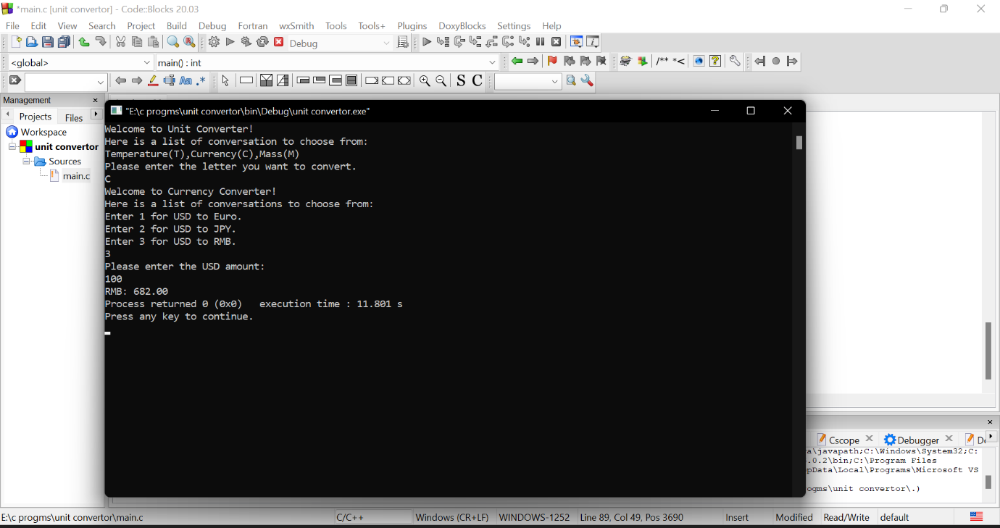 *main.c [unit convertor] - Code::Blocks 20.03
File Edit View Search Project Build Debug Fortran wxSmith Tools Tools+ Plugins DoxyBlocks Settings Help
Debug
<global> main() : int
/** *<
Aa .* S C
Management
Projects Files
Workspace
unit convertor
Sources
main.c
"E:\c progms\unit convertor\bin\Debug\unit convertor.exe"
Welcome to Unit Converter!
Here is a list of conversation to choose from:
Temperature(T),Currency(C),Mass(M)
Please enter the letter you want to convert.
C
Welcome to Currency Converter!
Here is a list of conversations to choose from:
Enter 1 for USD to Euro.
Enter 2 for USD to JPY.
Enter 3 for USD to RMB.
3
Please enter the USD amount:
100
RMB: 682.00
Process returned 0 (0x0)   execution time : 11.801 s
Press any key to continue.
Cscope Debugger
a\javapath;C:\Windows\System32;C:
.0.2\bin;C:\Program Files
pData\Local\Programs\Microsoft VS
ogms\unit convertor\.)
E:\c progms\unit convertor\main.c C/C++ Windows (CR+LF) WINDOWS-1252 Line 89, Col 49, Pos 3690 Insert Modified Read/Write default